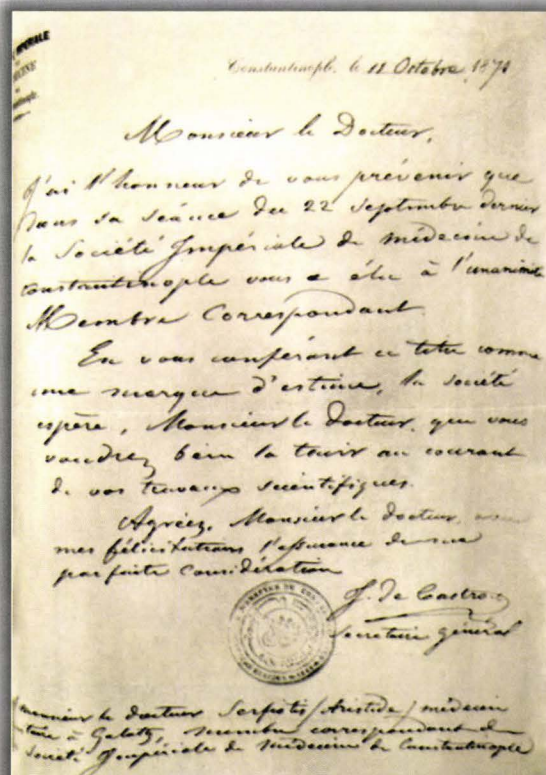 IMPERIALE
Constantinople, le 12 Octobre 1871
Monsieur le Docteur,
J'ai l'honneur de vous prévenir que
dans sa séance du 22 Septembre dernier
la Société Impériale de médecine de
Constantinople vous a élu à l'unanimité
Membre Correspondant.
En vous conférant ce titre comme
une marque d'estime, la société
espère, Monsieur le docteur, que vous
voudrez bien la tenir au courant
de vos travaux scientifiques.
Agréez, Monsieur le docteur, avec
mes félicitations l'assurance de ma
parfaite considération
J. de Castro
Secrétaire général
monsieur le docteur Serfiotis (Aristide) médecin
à Galatz, membre correspondant de
Société Impériale de médecine de Constantinople